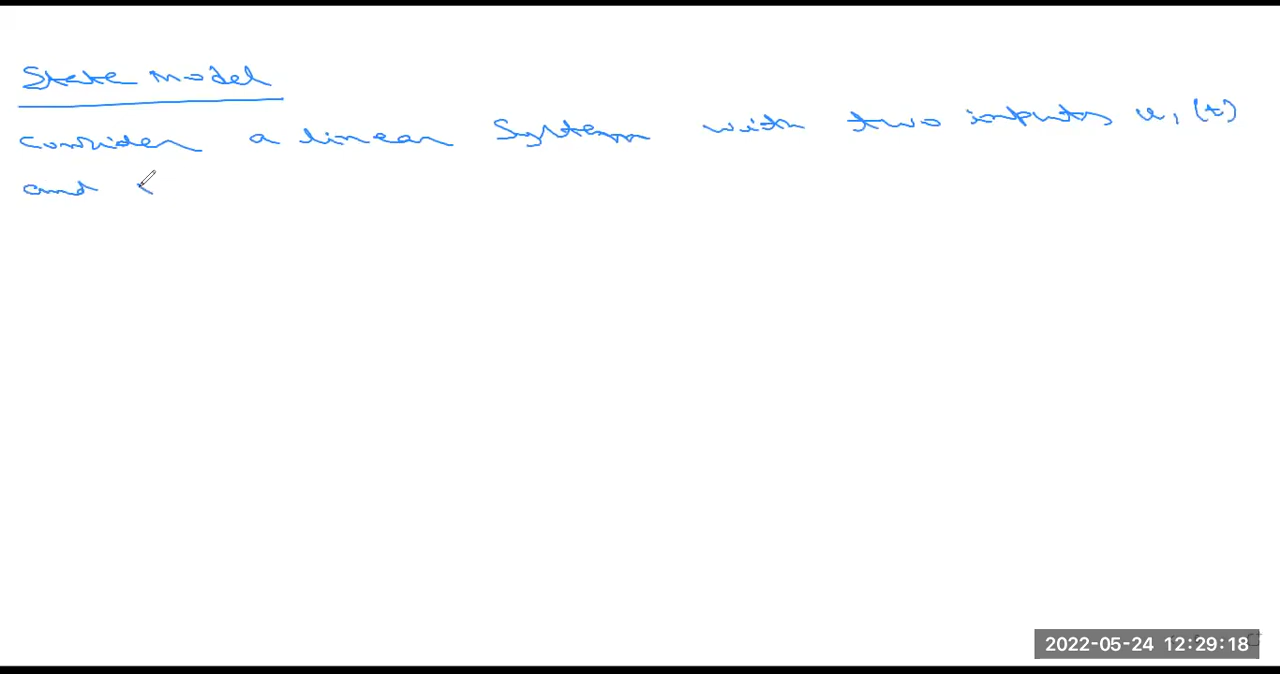 State model
consider a linear system with two inputs u₁(t)
and
2022-05-24 12:29:18